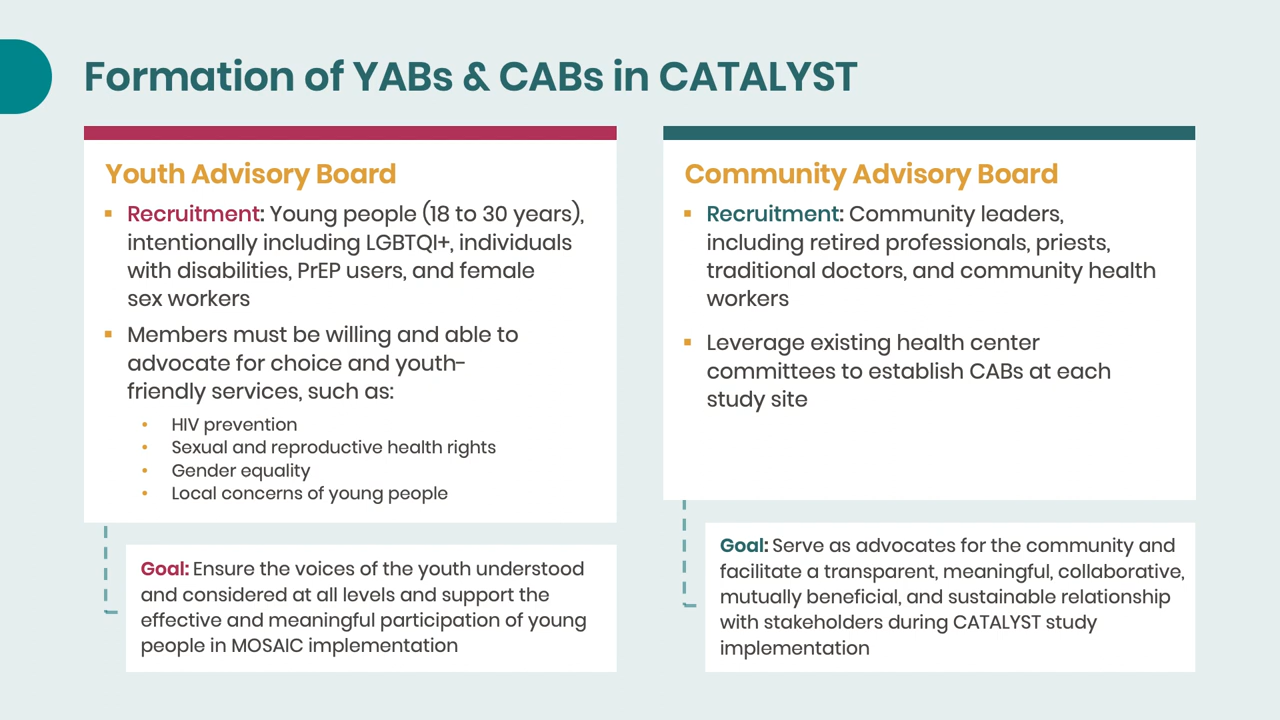 Formation of YABs & CABs in CATALYST
Youth Advisory Board
Recruitment: Young people (18 to 30 years),
intentionally including LGBTQI+, individuals
with disabilities, PrEP users, and female
sex workers
Members must be willing and able to
advocate for choice and youth-
friendly services, such as:
HIV prevention
Sexual and reproductive health rights
Gender equality
Local concerns of young people
Goal: Ensure the voices of the youth understood
and considered at all levels and support the
effective and meaningful participation of young
people in MOSAIC implementation
Community Advisory Board
Recruitment: Community leaders,
including retired professionals, priests,
traditional doctors, and community health
workers
Leverage existing health center
committees to establish CABs at each
study site
Goal: Serve as advocates for the community and
facilitate a transparent, meaningful, collaborative,
mutually beneficial, and sustainable relationship
with stakeholders during CATALYST study
implementation